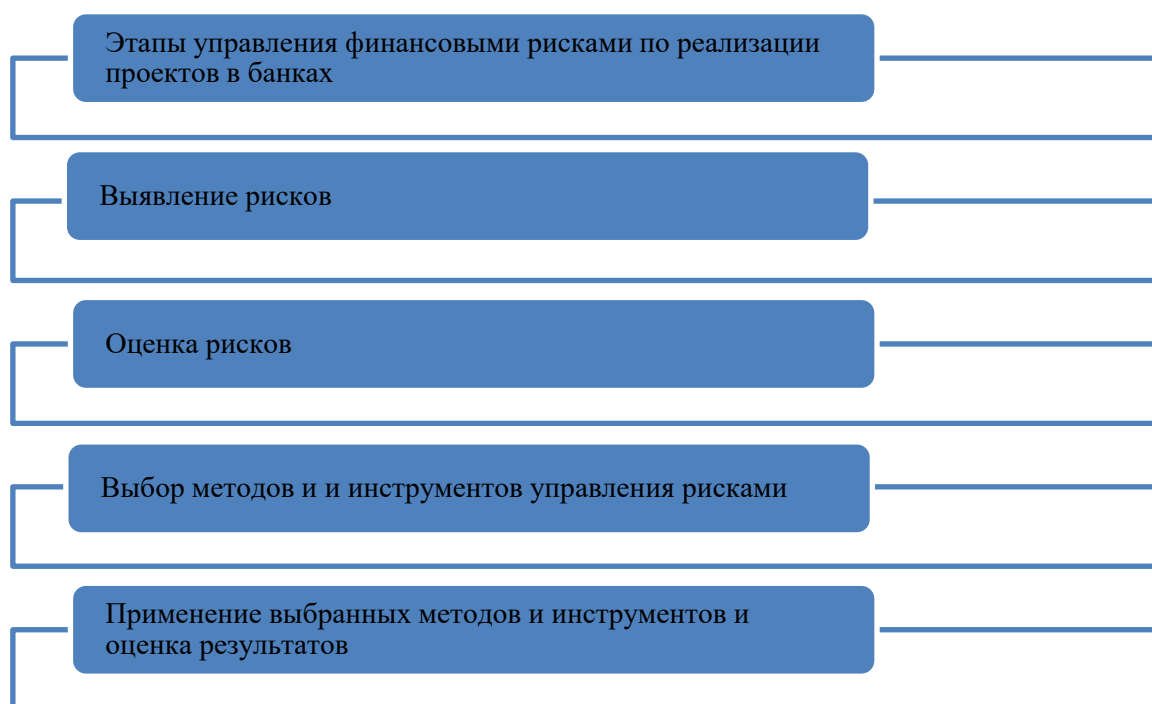 Этапы управления финансовыми рисками по реализации
проектов в банках
Выявление рисков
Оценка рисков
Выбор методов и и инструментов управления рисками
Применение выбранных методов и инструментов и
оценка результатов